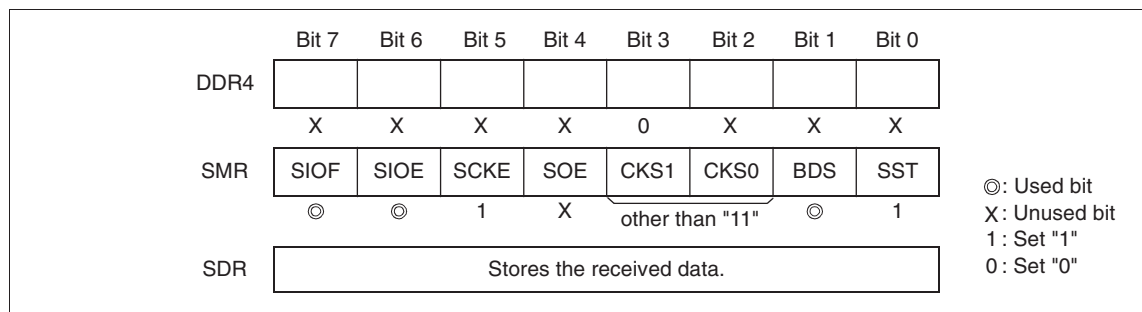 Bit 7 Bit 6 Bit 5 Bit 4 Bit 3 Bit 2 Bit 1 Bit 0
DDR4
X X X X 0 X X X
SMR SIOF SIOE SCKE SOE CKS1 CKS0 BDS SST
◎ ◎ 1 X other than "11" ◎ 1
SDR Stores the received data.
◎: Used bit
X: Unused bit
1: Set "1"
0: Set "0"